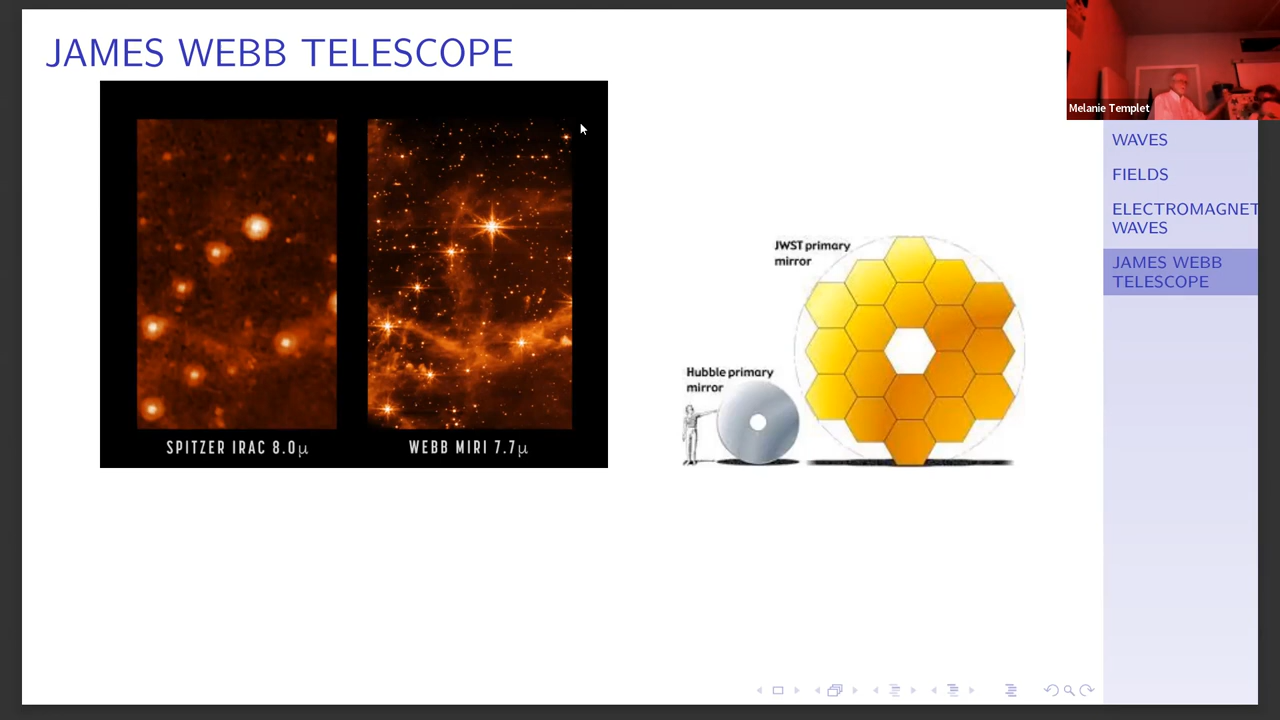 JAMES WEBB TELESCOPE
Melanie Templet
WAVES
FIELDS
ELECTROMAGNET
WAVES
JAMES WEBB
TELESCOPE
JWST primary
mirror
Hubble primary
mirror
SPITZER IRAC 8.0μ
WEBB MIRI 7.7μ